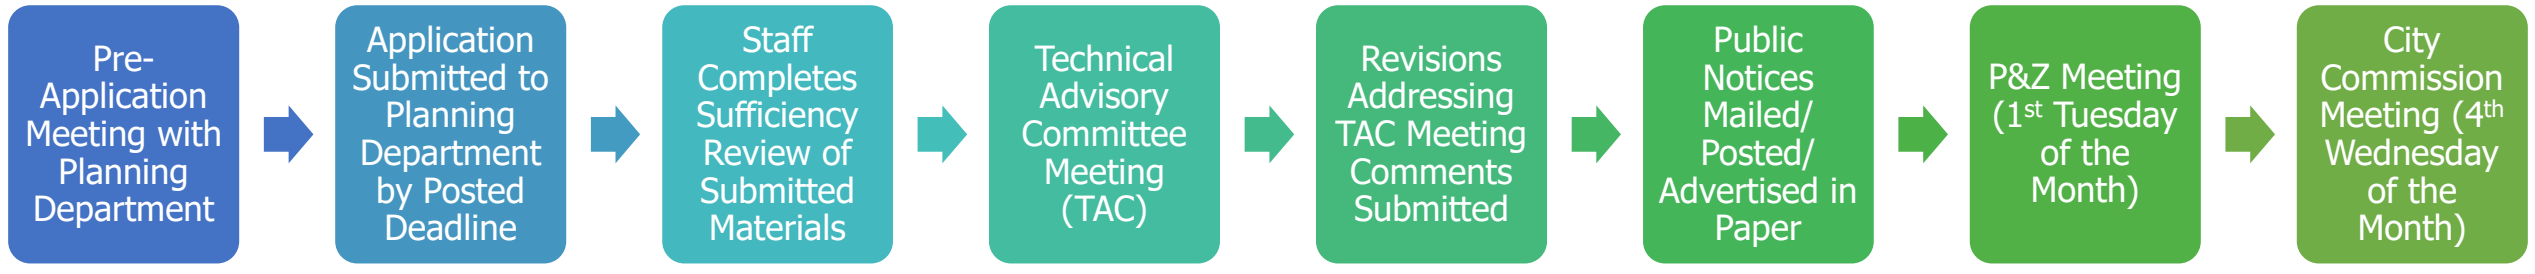 Pre-
Application
Meeting with
Planning
Department
Application
Submitted to
Planning
Department
by Posted
Deadline
Staff
Completes
Sufficiency
Review of
Submitted
Materials
Technical
Advisory
Committee
Meeting
(TAC)
Revisions
Addressing
TAC Meeting
Comments
Submitted
Public
Notices
Mailed/
Posted/
Advertised in
Paper
P&Z Meeting
(1st Tuesday
of the
Month)
City
Commission
Meeting (4th
Wednesday
of the
Month)